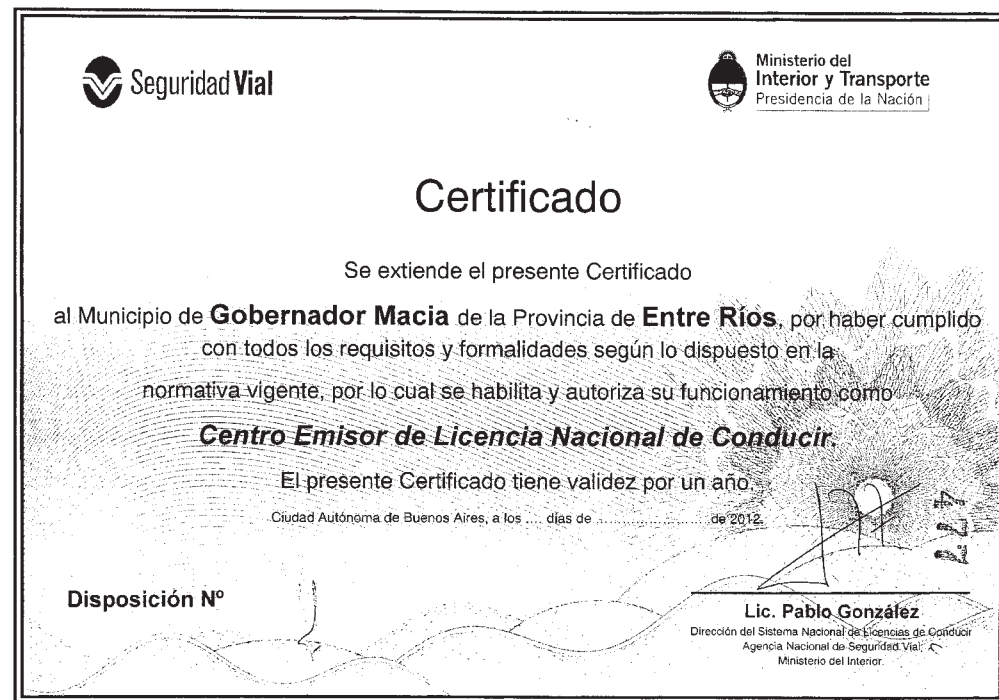 Seguridad Vial
Ministerio del
Interior y Transporte
Presidencia de la Nación
Certificado
Se extiende el presente Certificado
al Municipio de Gobernador Macia de la Provincia de Entre Ríos, por haber cumplido
con todos los requisitos y formalidades según lo dispuesto en la
normativa vigente, por lo cual se habilita y autoriza su funcionamiento como
Centro Emisor de Licencia Nacional de Conducir.
El presente Certificado tiene validez por un año.
Ciudad Autónoma de Buenos Aires, a los .... días de ........................ de 2012.
227
Disposición Nº
Lic. Pablo González
Dirección del Sistema Nacional de Licencias de Conducir
Agencia Nacional de Seguridad Vial
Ministerio del Interior.